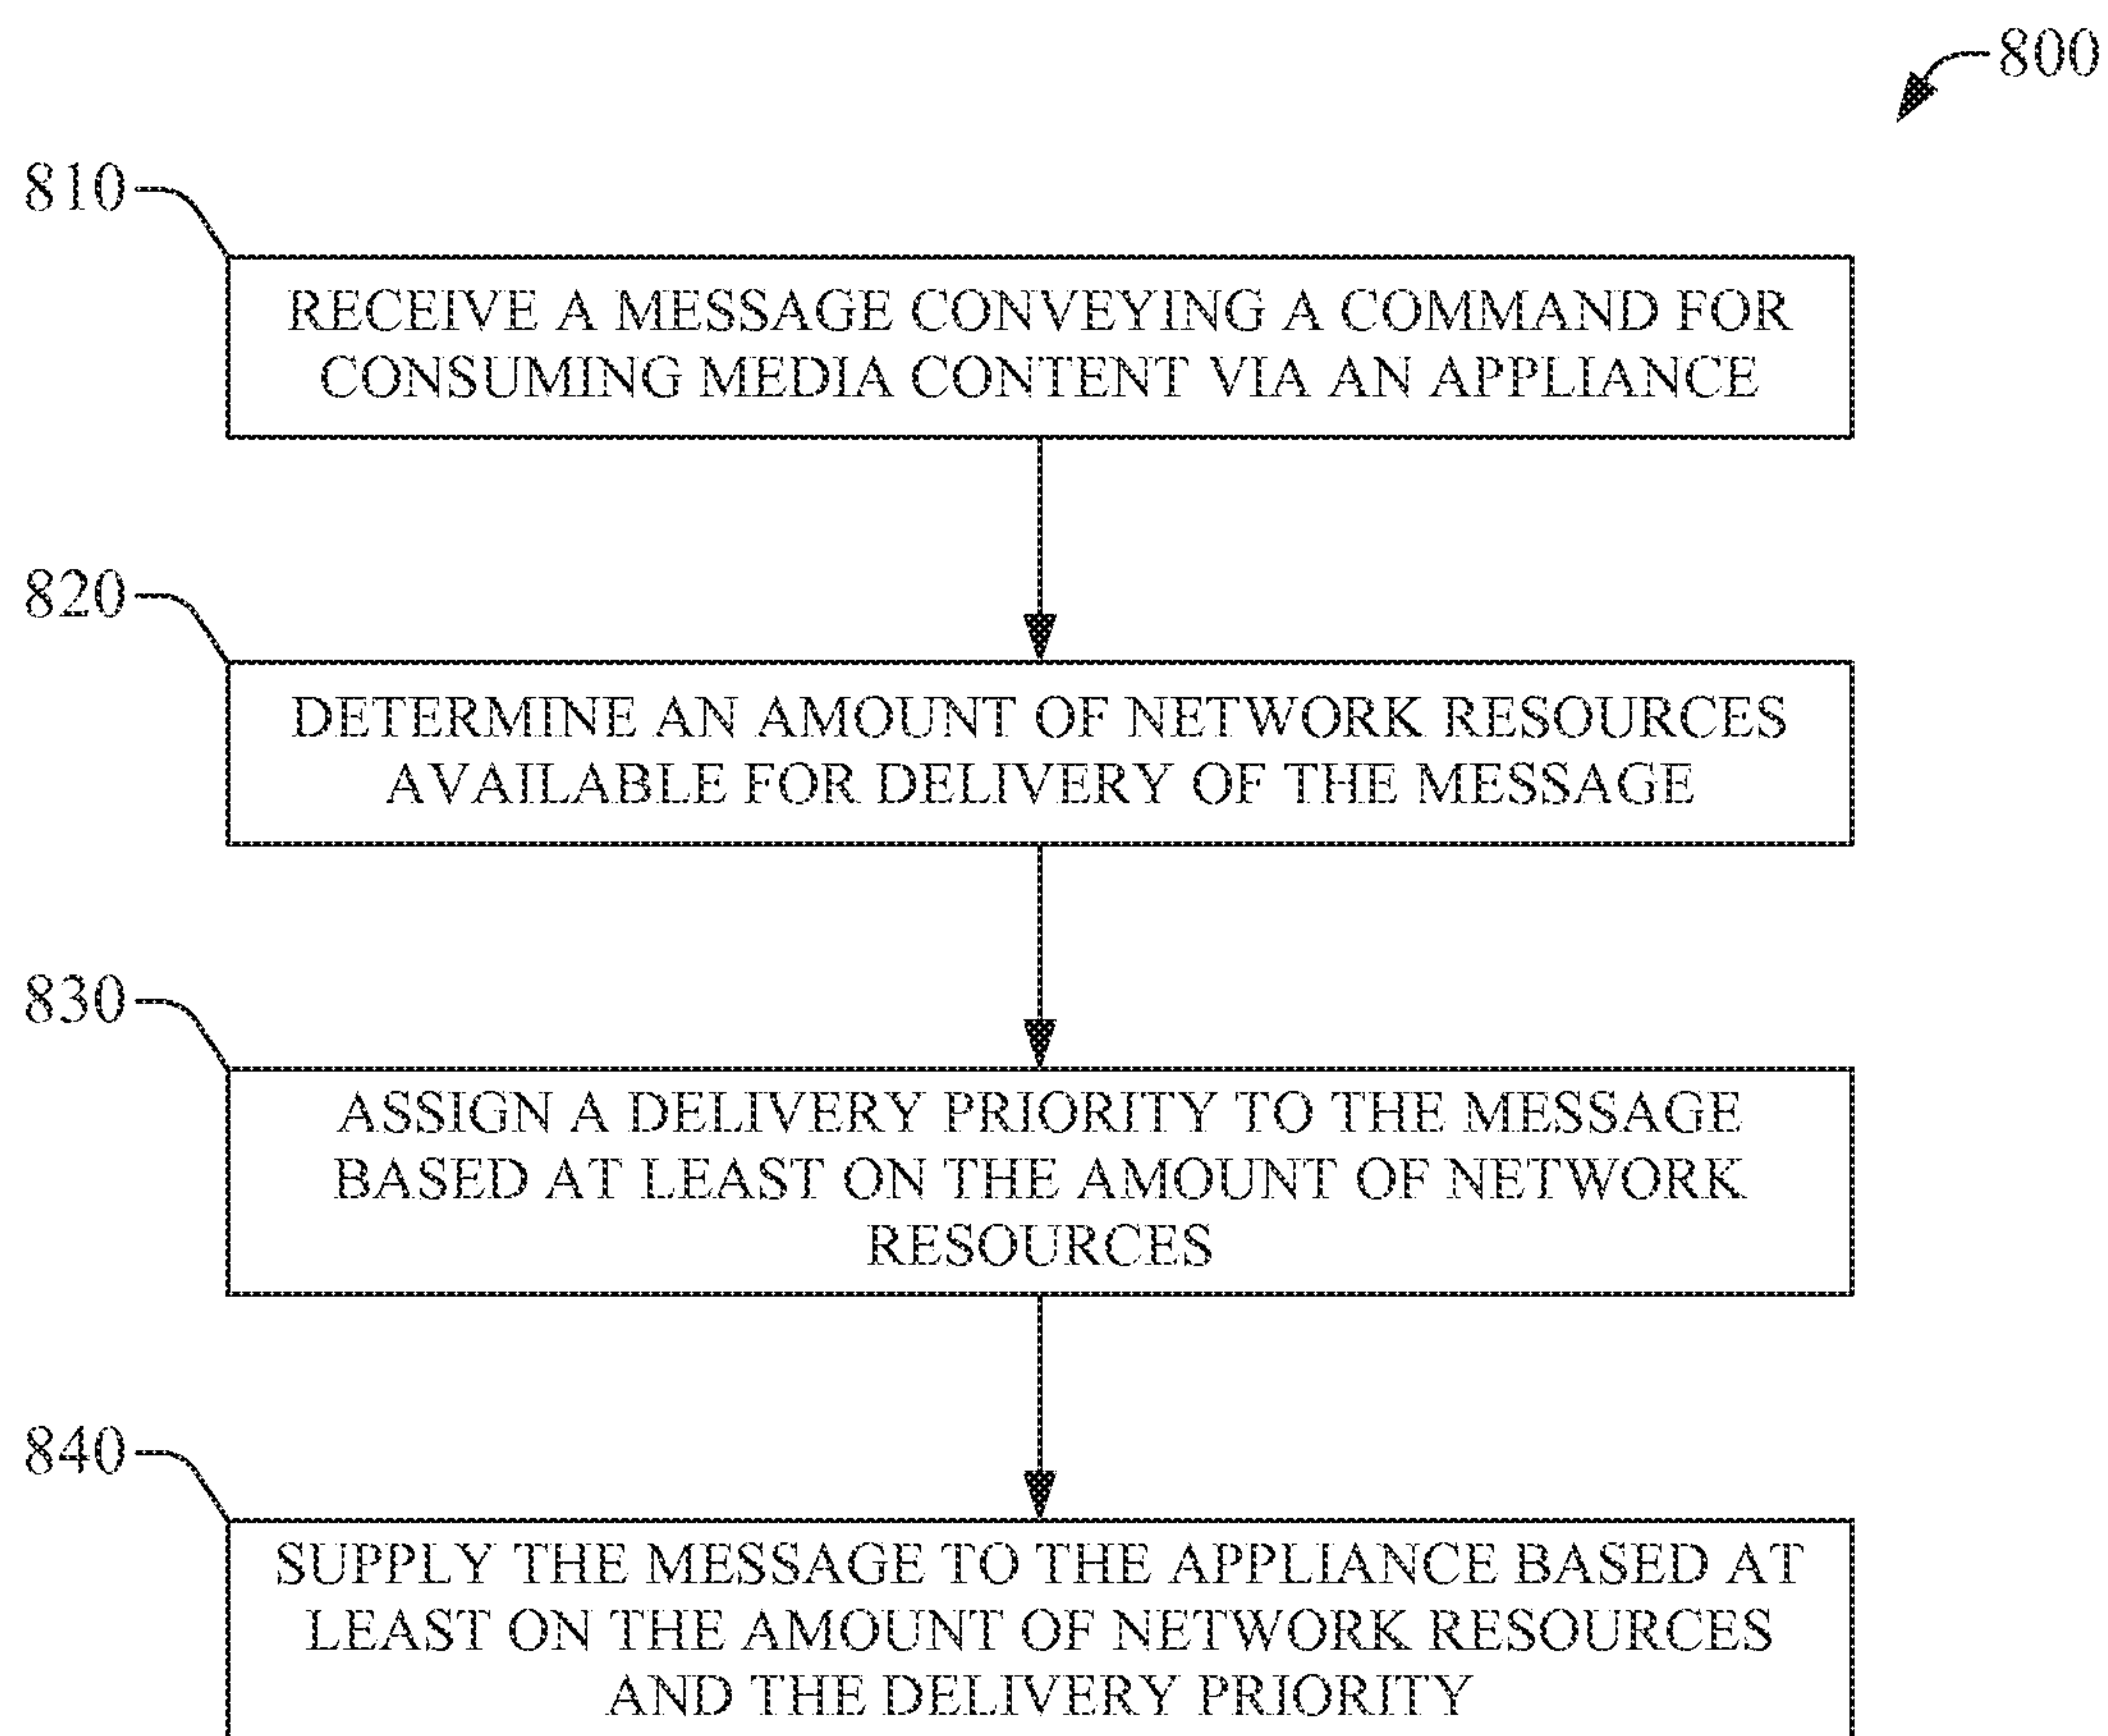 800
810
RECEIVE A MESSAGE CONVEYING A COMMAND FOR
CONSUMING MEDIA CONTENT VIA AN APPLIANCE
820
DETERMINE AN AMOUNT OF NETWORK RESOURCES
AVAILABLE FOR DELIVERY OF THE MESSAGE
830
ASSIGN A DELIVERY PRIORITY TO THE MESSAGE
BASED AT LEAST ON THE AMOUNT OF NETWORK
RESOURCES
840
SUPPLY THE MESSAGE TO THE APPLIANCE BASED AT
LEAST ON THE AMOUNT OF NETWORK RESOURCES
AND THE DELIVERY PRIORITY